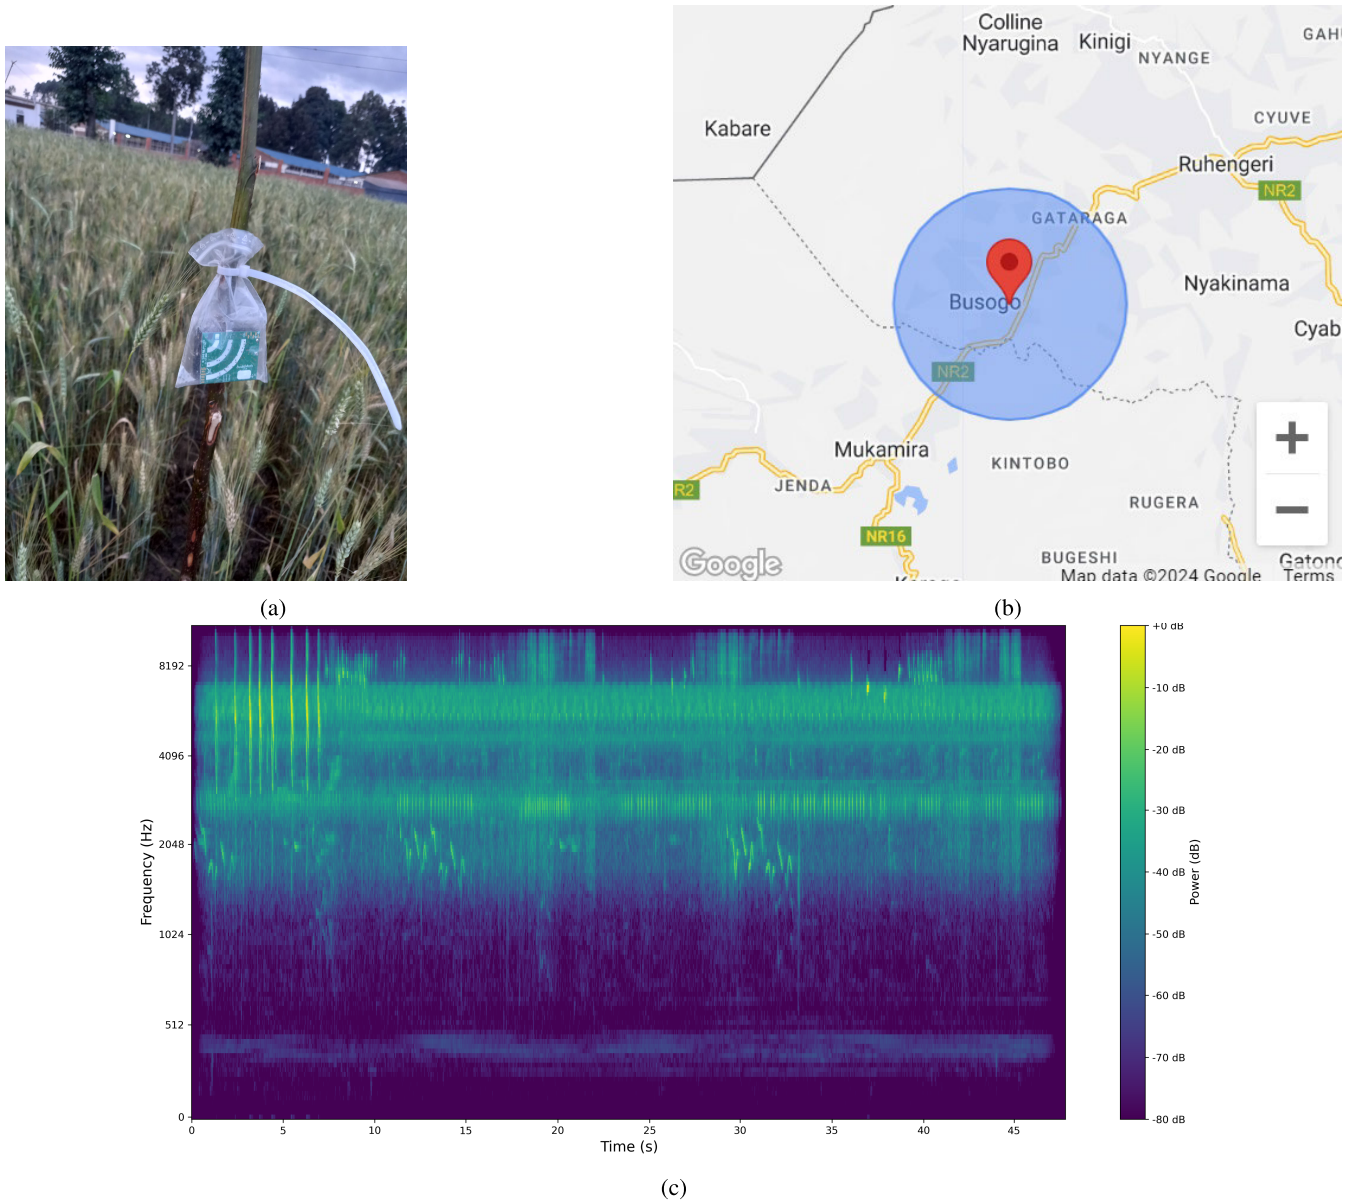 Colline
Nyarugina
Kinigi
NYANGE
GAHU
Kabare
CYUVE
Ruhengeri
NR2
GATARAGA
Nyakinama
Busogo
Cyab
NR2
Mukamira
KINTOBO
JENDA
R2
RUGERA
NR16
BUGESHI
Gatond
Google
Map data ©2024 Google
Terms
+
−
(a)
(b)
+0 dB
8192
-10 dB
4096
-20 dB
-30 dB
2048
-40 dB
Frequency (Hz)
Power (dB)
1024
-50 dB
-60 dB
512
-70 dB
0
-80 dB
0 5 10 15 20 25 30 35 40 45
Time (s)
(c)